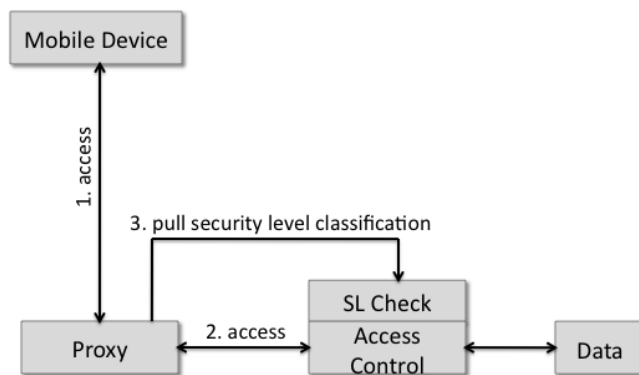 Mobile Device
1. access
3. pull security level classification
SL Check
2. access
Proxy
Access
Control
Data